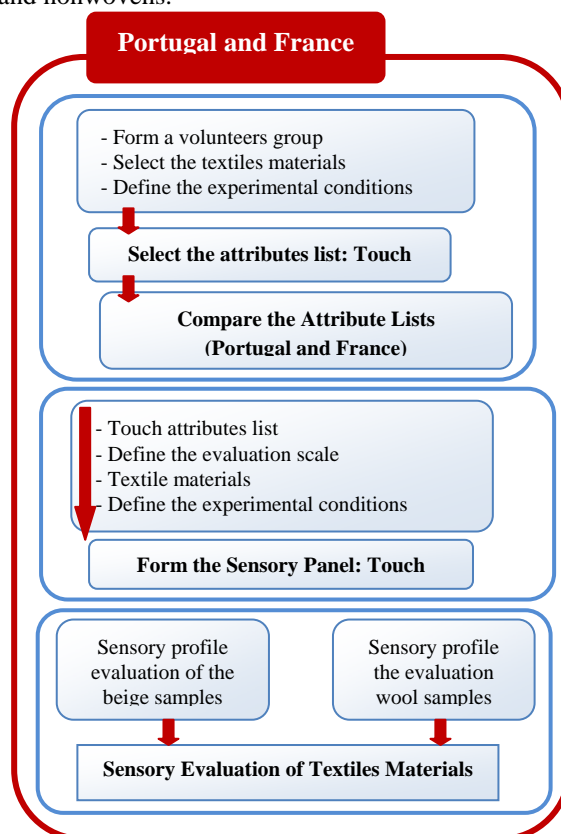 and nonwovens.
Portugal and France
- Form a volunteers group
- Select the textiles materials
- Define the experimental conditions
Select the attributes list: Touch
Compare the Attribute Lists
(Portugal and France)
- Touch attributes list
- Define the evaluation scale
- Textile materials
- Define the experimental conditions
Form the Sensory Panel: Touch
Sensory profile
evaluation of the
beige samples
Sensory profile
the evaluation
wool samples
Sensory Evaluation of Textiles Materials